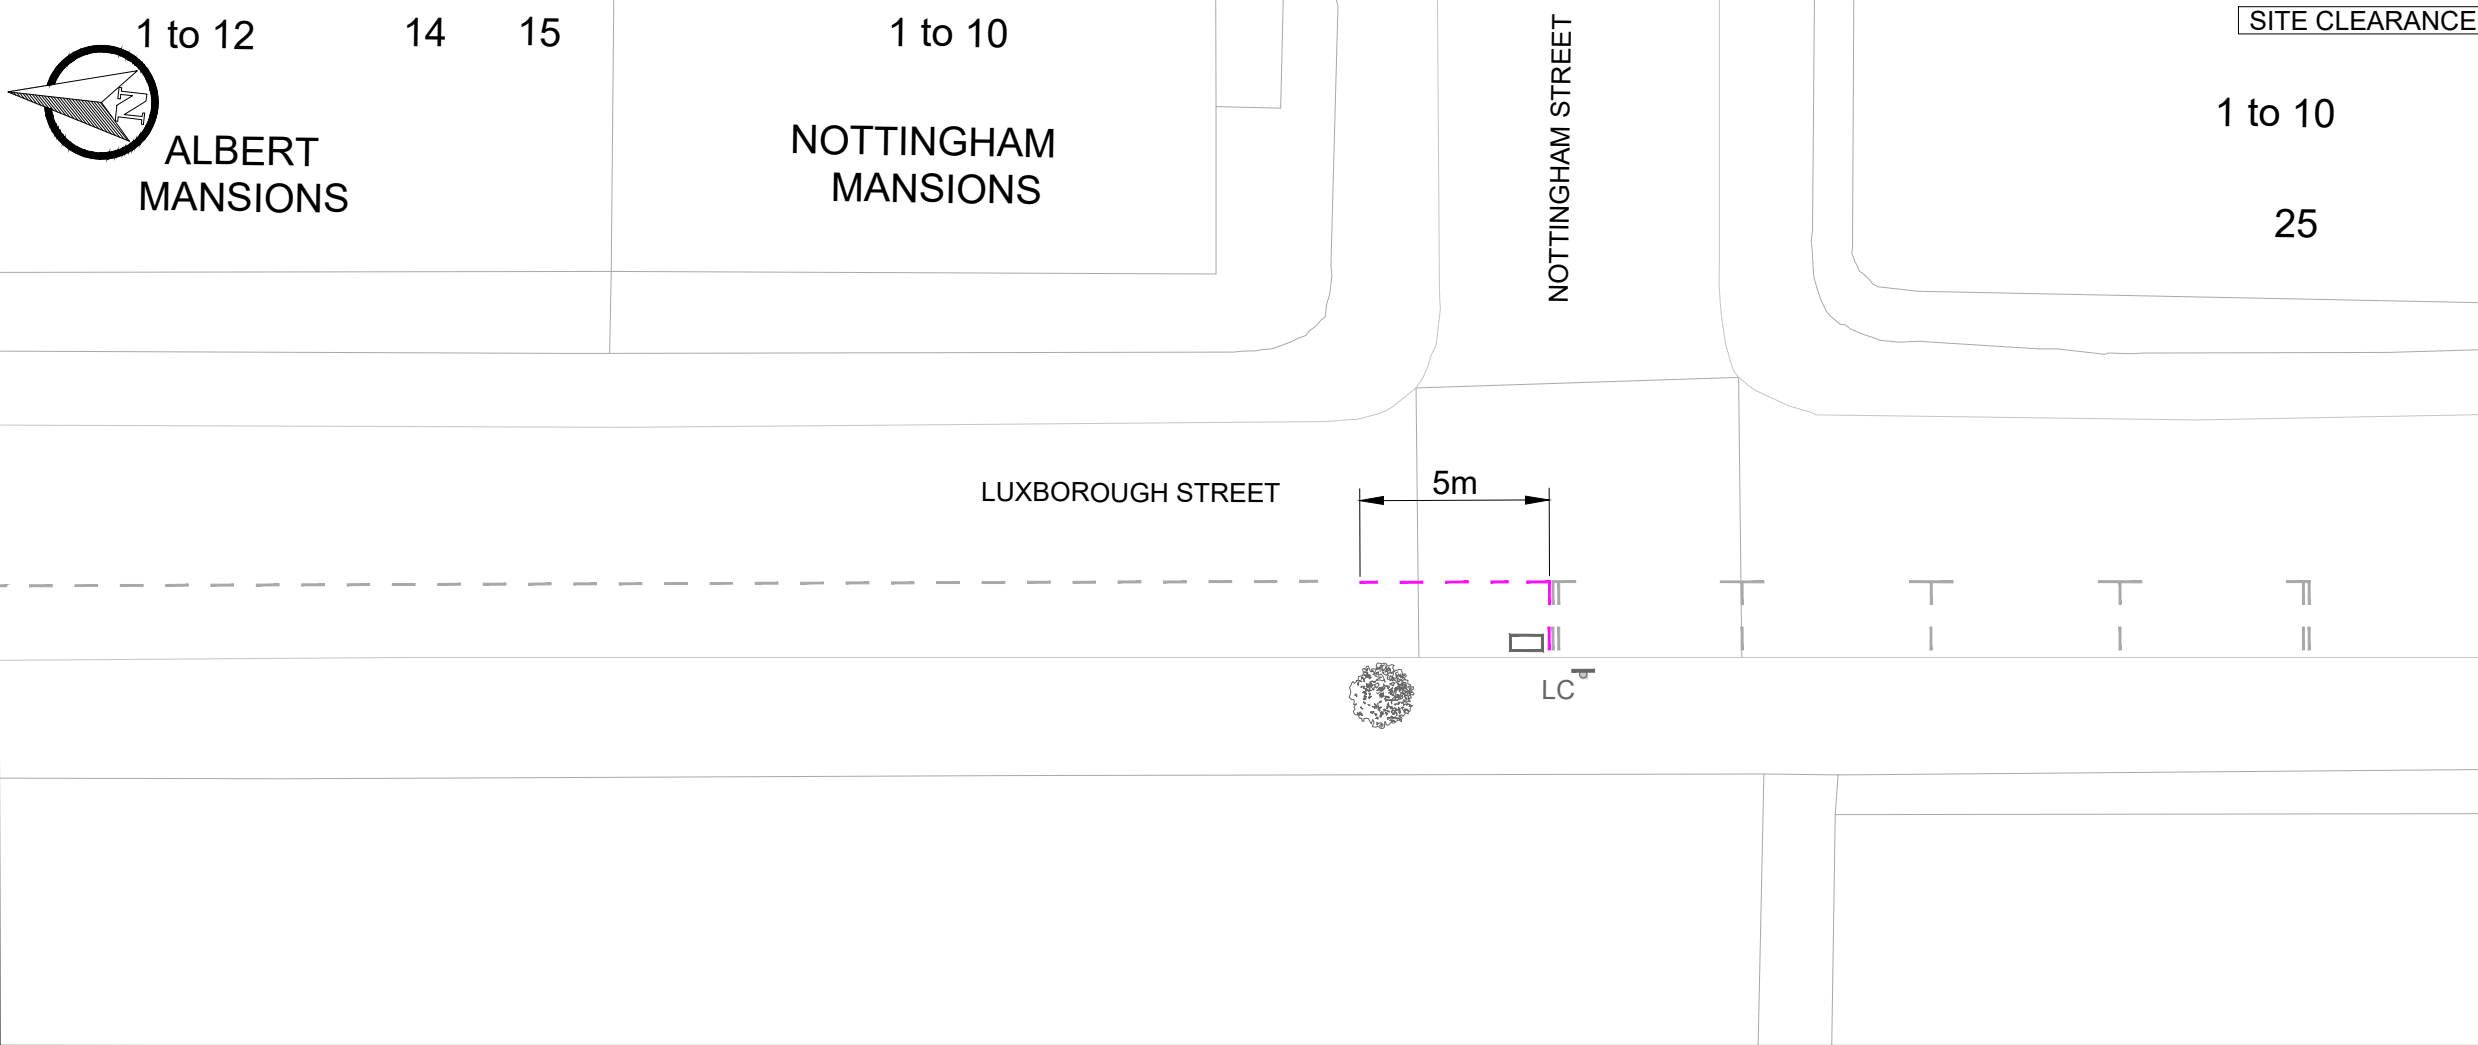 1 to 12
14
15
1 to 10
SITE CLEARANCE
N
ALBERT
MANSIONS
NOTTINGHAM
MANSIONS
NOTTINGHAM STREET
1 to 10
25
LUXBOROUGH STREET
5m
LC